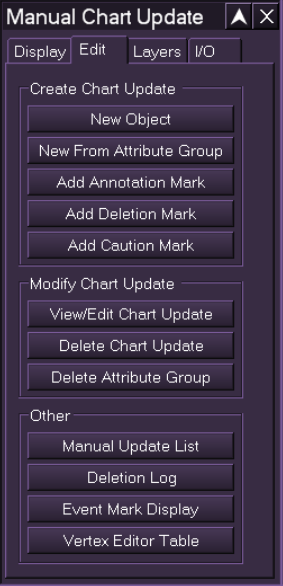 Manual Chart Update
Display Edit Layers I/O
Create Chart Update
New Object
New From Attribute Group
Add Annotation Mark
Add Deletion Mark
Add Caution Mark
Modify Chart Update
View/Edit Chart Update
Delete Chart Update
Delete Attribute Group
Other
Manual Update List
Deletion Log
Event Mark Display
Vertex Editor Table